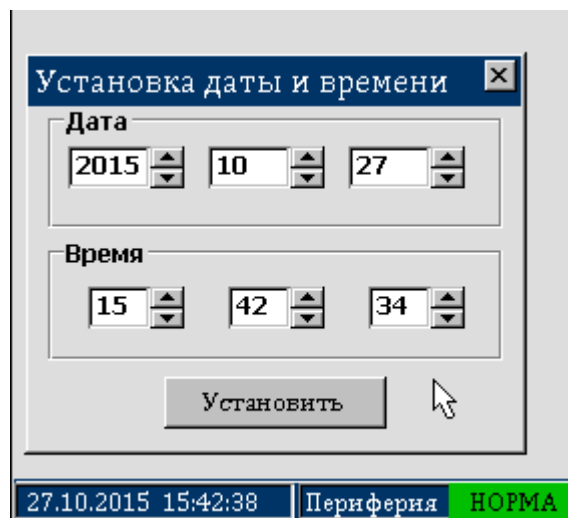 Установка даты и времени
Дата
2015 10 27
Время
15 42 34
Установить
27.10.2015 15:42:38 Периферия НОРМА